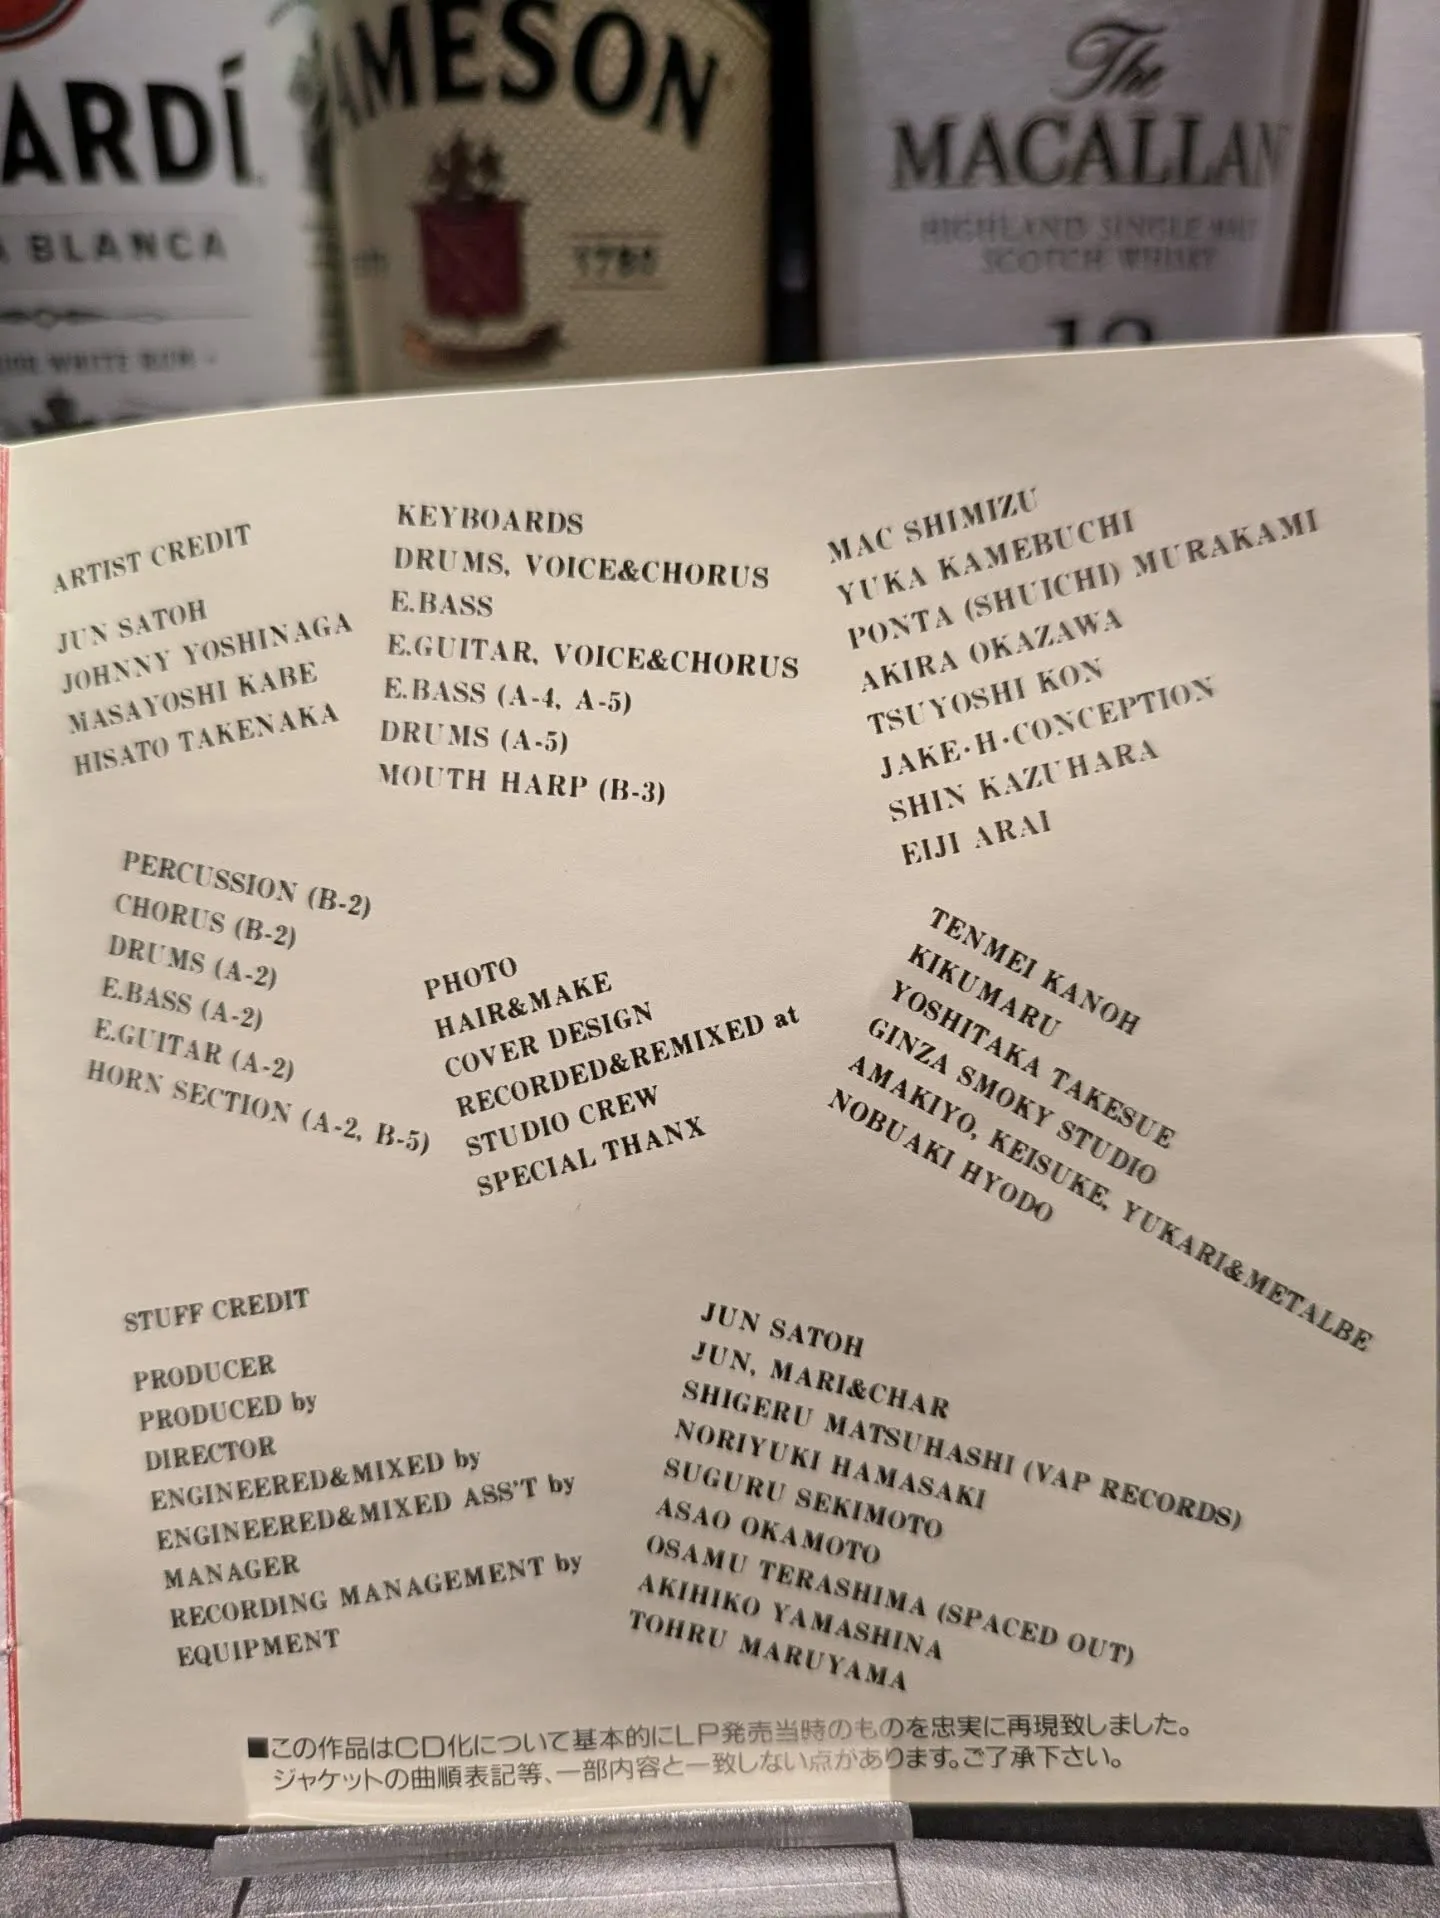 ARDÍ
BLANCA
WHITE RUM
AMESON
1780
The
MACALLAN
HIGHLAND SINGLE MALT
SCOTCH WHISKY
12
ARTIST CREDIT
JUN SATOH
JOHNNY YOSHINAGA
MASAYOSHI KABE
HISATO TAKENAKA
KEYBOARDS
DRUMS, VOICE&CHORUS
E.BASS
E.GUITAR, VOICE&CHORUS
E.BASS (A-4, A-5)
DRUMS (A-5)
MOUTH HARP (B-3)
MAC SHIMIZU
YUKA KAMEBUCHI
PONTA (SHUICHI) MURAKAMI
AKIRA OKAZAWA
TSUYOSHI KON
JAKE·H·CONCEPTION
SHIN KAZUHARA
EIJI ARAI
PERCUSSION (B-2)
CHORUS (B-2)
DRUMS (A-2)
E.BASS (A-2)
E.GUITAR (A-2)
HORN SECTION (A-2, B-5)
PHOTO
HAIR&MAKE
COVER DESIGN
RECORDED&REMIXED at
STUDIO CREW
SPECIAL THANX
TENMEI KANOH
KIKUMARU
YOSHITAKA TAKESUE
GINZA SMOKY STUDIO
AMAKIYO, KEISUKE, YUKARI&METALBE
NOBUAKI HYODO
STUFF CREDIT
PRODUCER
PRODUCED by
DIRECTOR
ENGINEERED&MIXED by
ENGINEERED&MIXED ASS'T by
MANAGER
RECORDING MANAGEMENT by
EQUIPMENT
JUN SATOH
JUN, MARI&CHAR
SHIGERU MATSUHASHI (VAP RECORDS)
NORIYUKI HAMASAKI
SUGURU SEKIMOTO
ASAO OKAMOTO
OSAMU TERASHIMA (SPACED OUT)
AKIHIKO YAMASHINA
TOHRU MARUYAMA
■この作品はCD化について基本的にLP発売当時のものを忠実に再現致しました。
ジャケットの曲順表記等、一部内容と一致しない点があります。ご了承下さい。